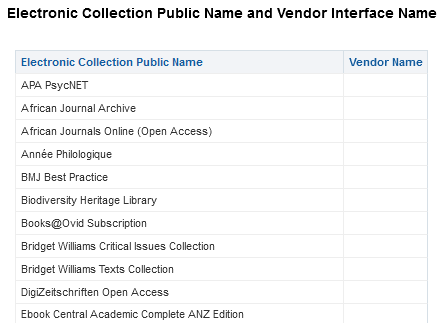 Electronic Collection Public Name and Vendor Interface Name
Electronic Collection Public Name Vendor Name
APA PsycNET
African Journal Archive
African Journals Online (Open Access)
Année Philologique
BMJ Best Practice
Biodiversity Heritage Library
Books@Ovid Subscription
Bridget Williams Critical Issues Collection
Bridget Williams Texts Collection
DigiZeitschriften Open Access
Ebook Central Academic Complete ANZ Edition